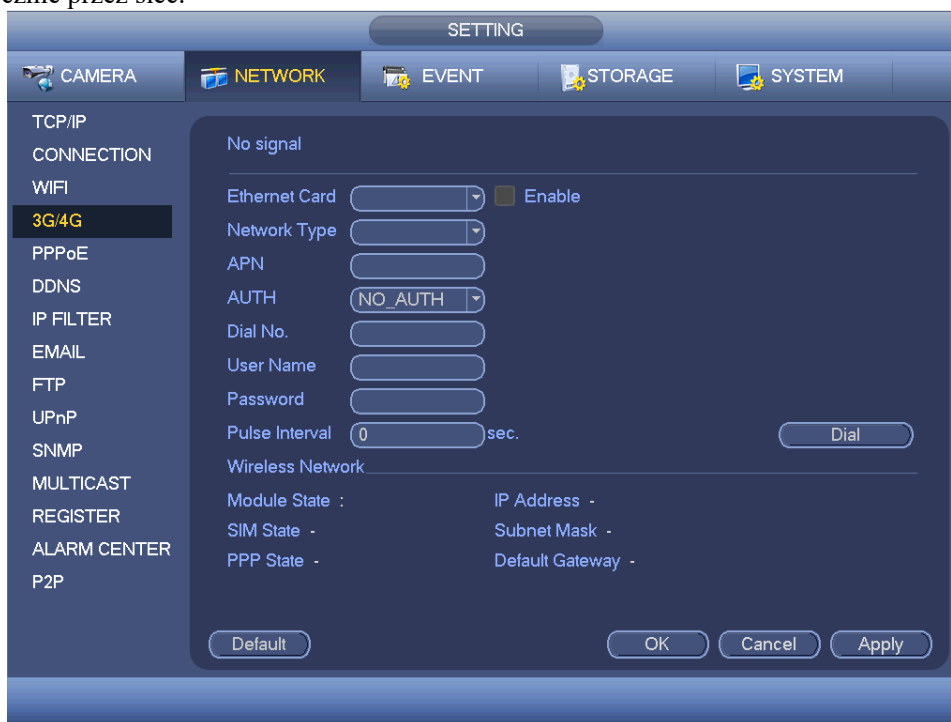 przez sieć.
SETTING
CAMERA NETWORK EVENT STORAGE SYSTEM
TCP/IP
CONNECTION
WIFI
3G/4G
PPPoE
DDNS
IP FILTER
EMAIL
FTP
UPnP
SNMP
MULTICAST
REGISTER
ALARM CENTER
P2P
No signal
Ethernet Card Enable
Network Type
APN
AUTH NO_AUTH
Dial No.
User Name
Password
Pulse Interval 0 sec. Dial
Wireless Network
Module State : IP Address -
SIM State - Subnet Mask -
PPP State - Default Gateway -
Default OK Cancel Apply